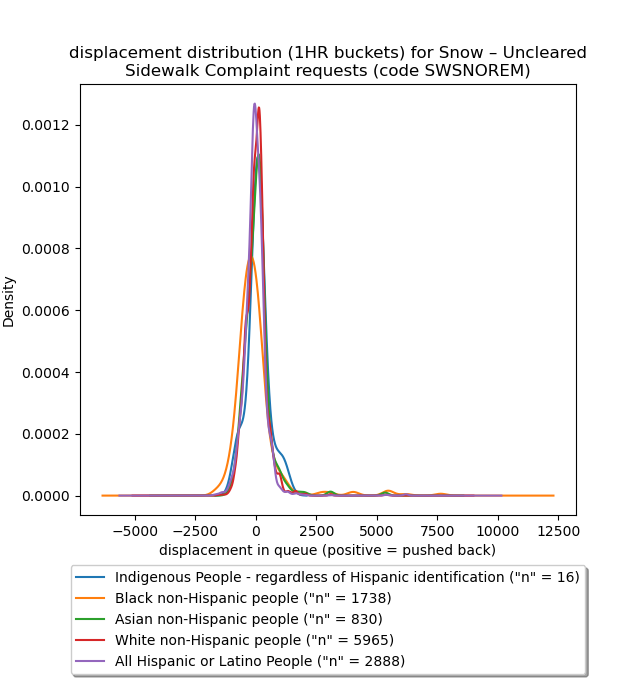 displacement distribution (1HR buckets) for Snow – Uncleared
Sidewalk Complaint requests (code SWSNOREM)
Density
0.0012
0.0010
0.0008
0.0006
0.0004
0.0002
0.0000
−5000 −2500 0 2500 5000 7500 10000 12500
displacement in queue (positive = pushed back)
Indigenous People - regardless of Hispanic identification ("n" = 16)
Black non-Hispanic people ("n" = 1738)
Asian non-Hispanic people ("n" = 830)
White non-Hispanic people ("n" = 5965)
All Hispanic or Latino People ("n" = 2888)